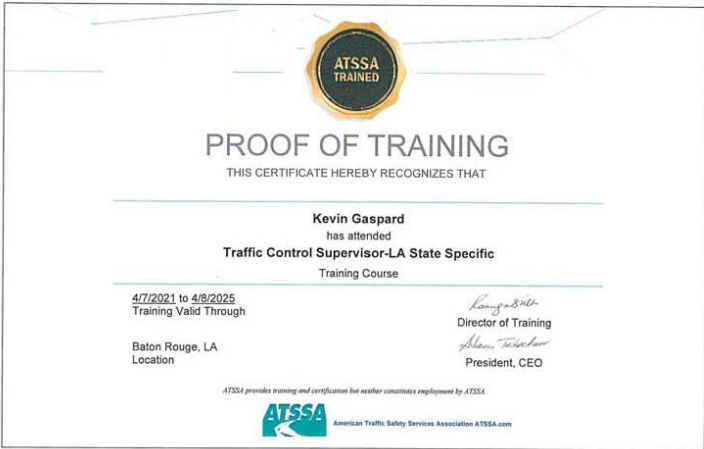 ATSSA
TRAINED
PROOF OF TRAINING
THIS CERTIFICATE HEREBY RECOGNIZES THAT
Kevin Gaspard
has attended
Traffic Control Supervisor-LA State Specific
Training Course
4/7/2021 to 4/8/2025
Training Valid Through
Director of Training
Baton Rouge, LA
Location
President, CEO
ATSSA provides training and certification but neither constitutes employment by ATSSA.
ATSSA
American Traffic Safety Services Association ATSSA.com